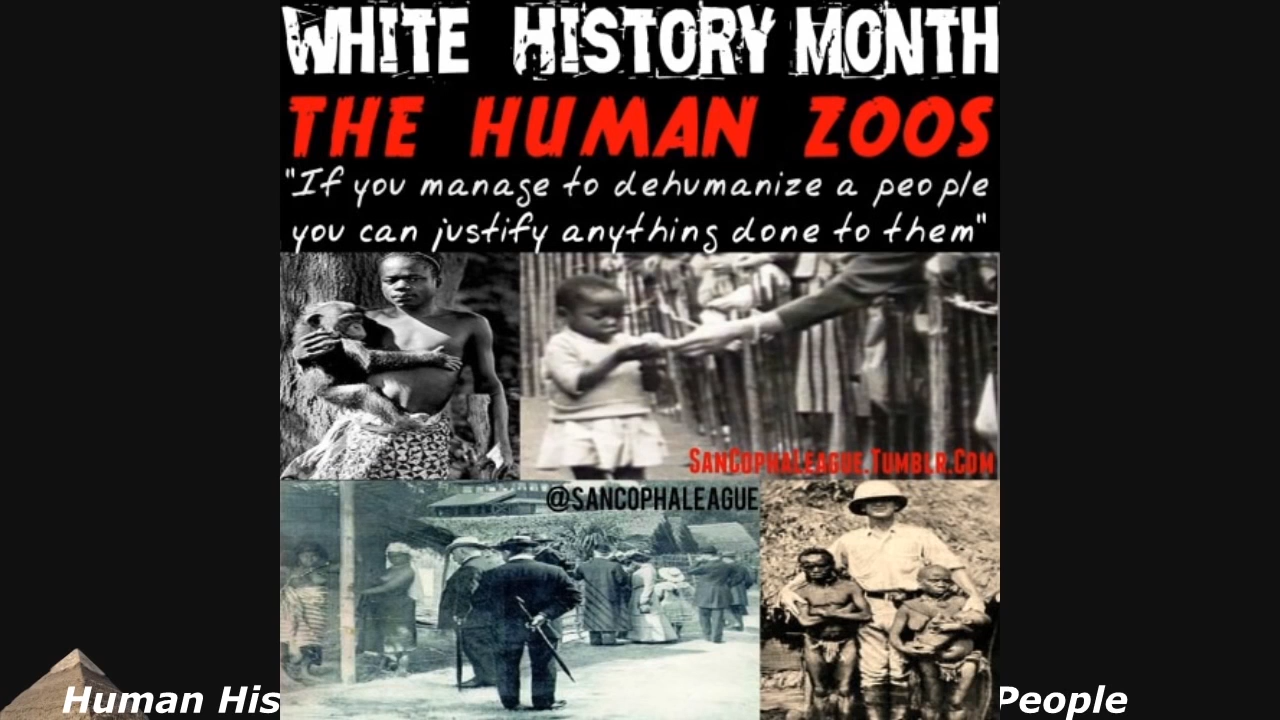 WHITE HISTORY MONTH
THE HUMAN ZOOS
"If you manage to dehumanize a people
you can justify anything done to them"
SANCOPHALEAGUE.TUMBLR.COM
@SANCOPHALEAGUE
Human His People